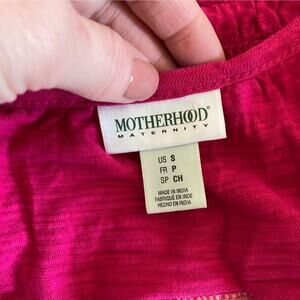 MOTHERHOOD®
MATERNITY
US S
FR P
SP CH
MADE IN INDIA
FABRIQUÉ EN INDE
HECHO EN INDIA